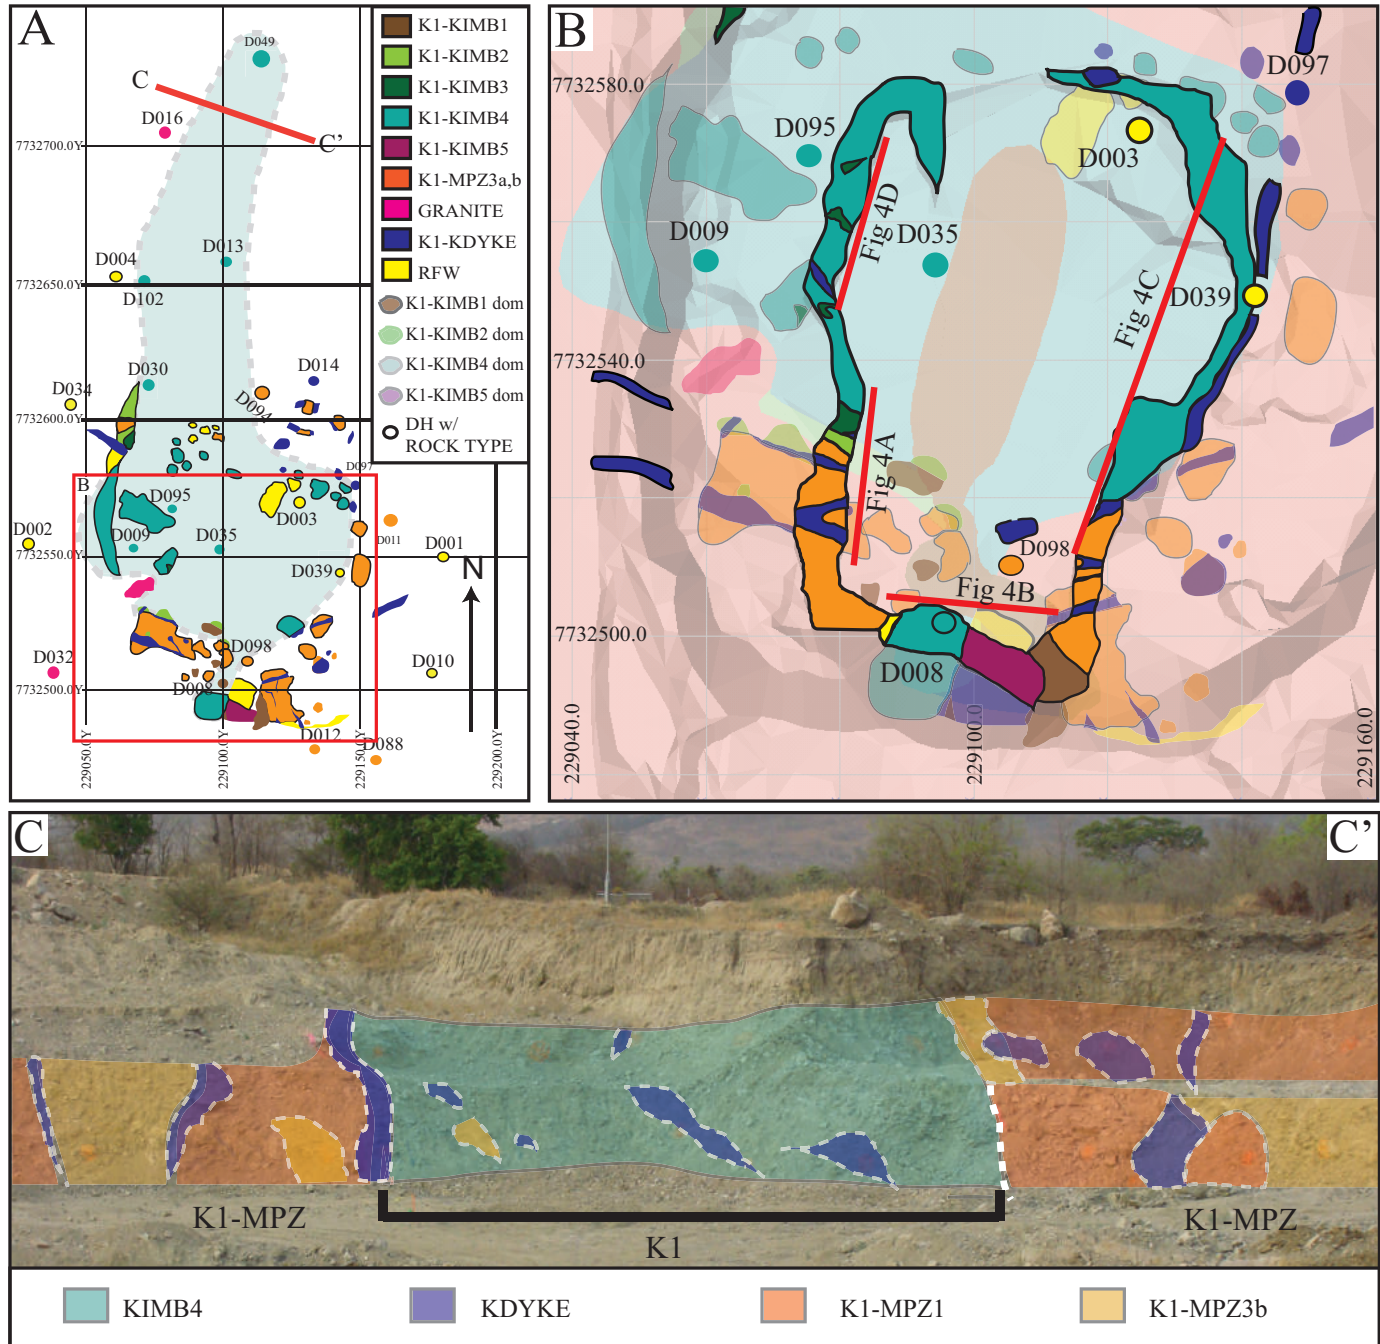 A
D049
C
D016
C'
7732700.0Y
D013
D004
7732650.0Y
D102
D014
D030
D034
D094
7732600.0Y
D097
B
D095
D003
D002
D009
D035
D011
D001
7732550.0Y
D039
N
D098
D032
D010
7732500.0Y
D008
D012
D088
229050.0Y
229100.0Y
229150.0Y
229200.0Y
K1-KIMB1
K1-KIMB2
K1-KIMB3
K1-KIMB4
K1-KIMB5
K1-MPZ3a,b
GRANITE
K1-KDYKE
RFW
K1-KIMB1 dom
K1-KIMB2 dom
K1-KIMB4 dom
K1-KIMB5 dom
DH w/
ROCK TYPE
B
D097
7732580.0
D095
D003
Fig 4D
D009
D035
Fig 4C
D039
7732540.0
Fig 4A
D098
Fig 4B
7732500.0
D008
229040.0
229100.0
229160.0
C
C'
K1-MPZ
K1-MPZ
K1
KIMB4
KDYKE
K1-MPZ1
K1-MPZ3b